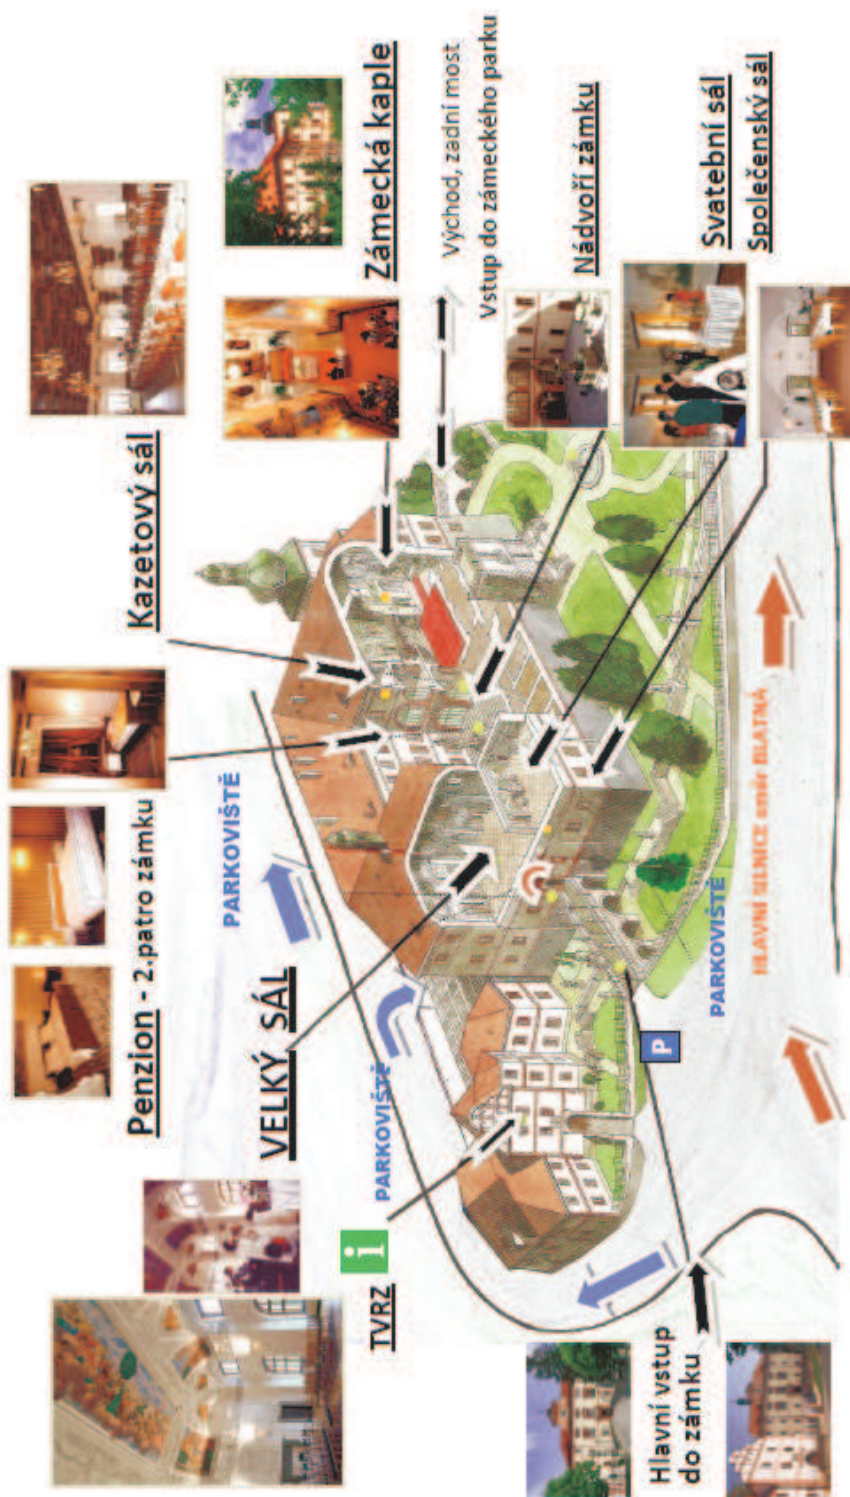 Kazetový sál
Zámecká kaple
Východ, zadní most
Vstup do zámeckého parku
Penzion - 2.patro zámku
PARKOVIŠTĚ
VELKÝ SÁL
Nádvoří zámku
PARKOVIŠTĚ
i
TVRZ
Svatební sál
Společenský sál
P
PARKOVIŠTĚ
HLAVNÍ SILNICE směr BLATNÁ
Hlavní vstup
do zámku